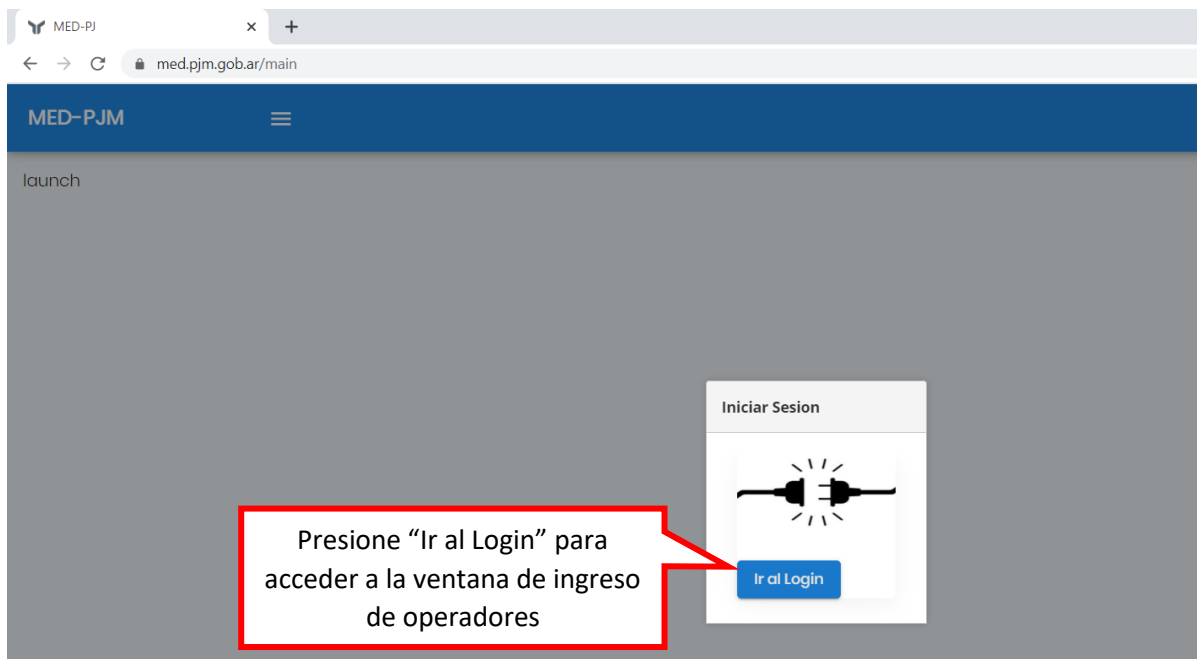 MED-PJ
med.pjm.gob.ar/main
MED-PJM
launch
Iniciar Sesion
Presione “Ir al Login” para
acceder a la ventana de ingreso
de operadores
Ir al Login